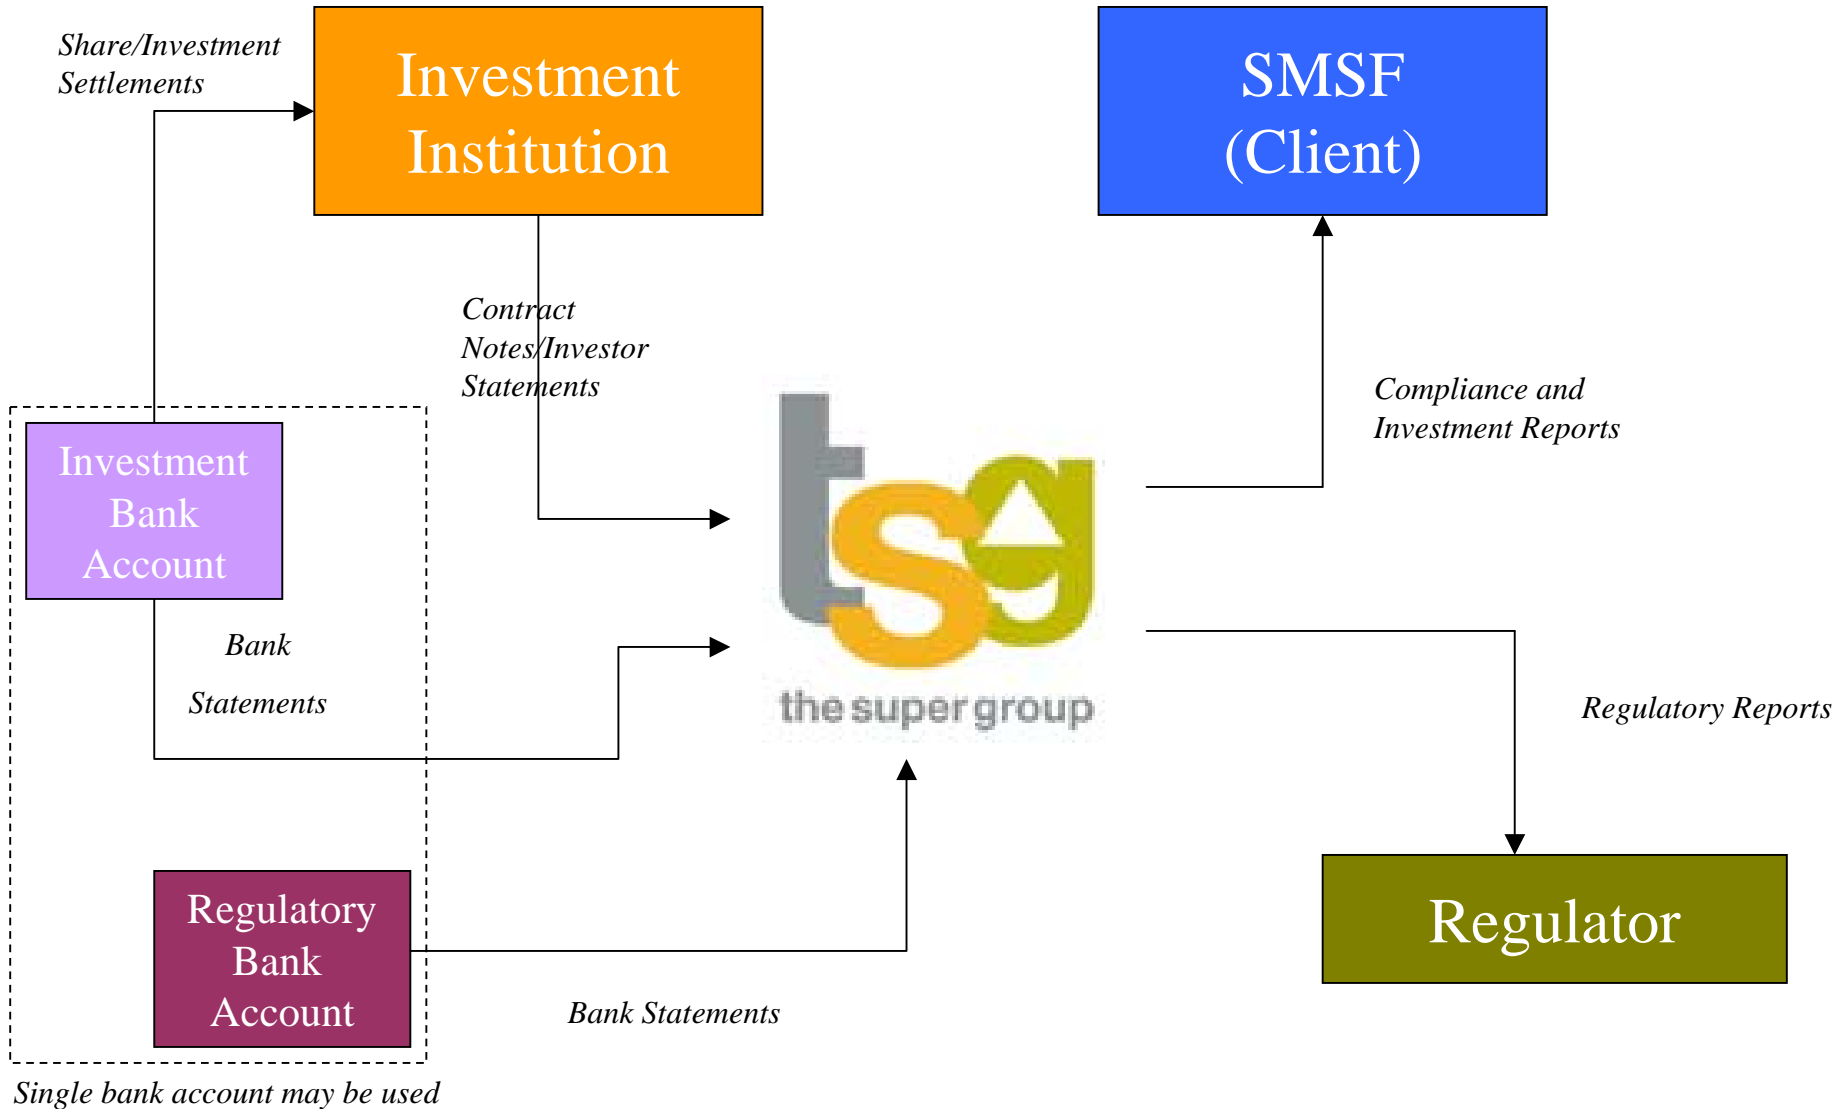 Share/Investment
Settlements
Investment
Institution
SMSF
(Client)
Contract
Notes/Investor
Statements
Compliance and
Investment Reports
Investment
Bank
Account
tsg
the super group
Bank
Statements
Regulatory Reports
Regulatory
Bank
Account
Regulator
Bank Statements
Single bank account may be used